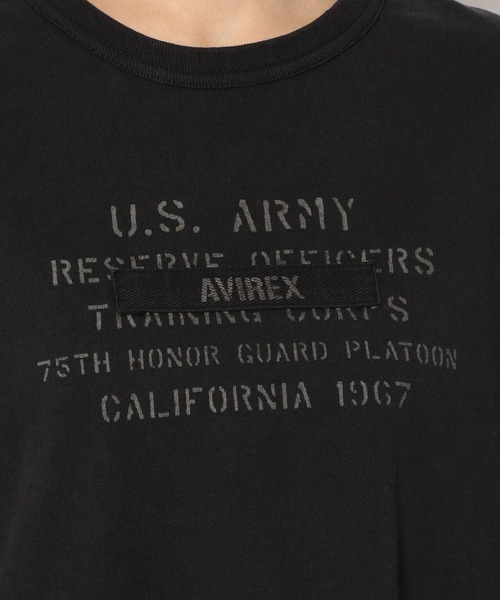 U.S. ARMY
RESERVE OFFICERS
AVIREX
TRAINING CORPS
75TH HONOR GUARD PLATOON
CALIFORNIA 1967